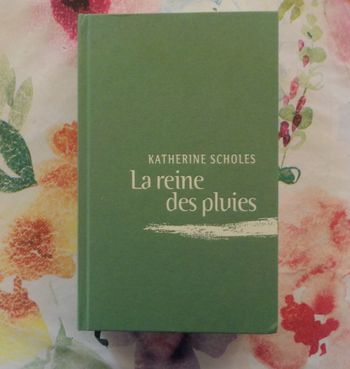 KATHERINE SCHOLES
La reine
des pluies